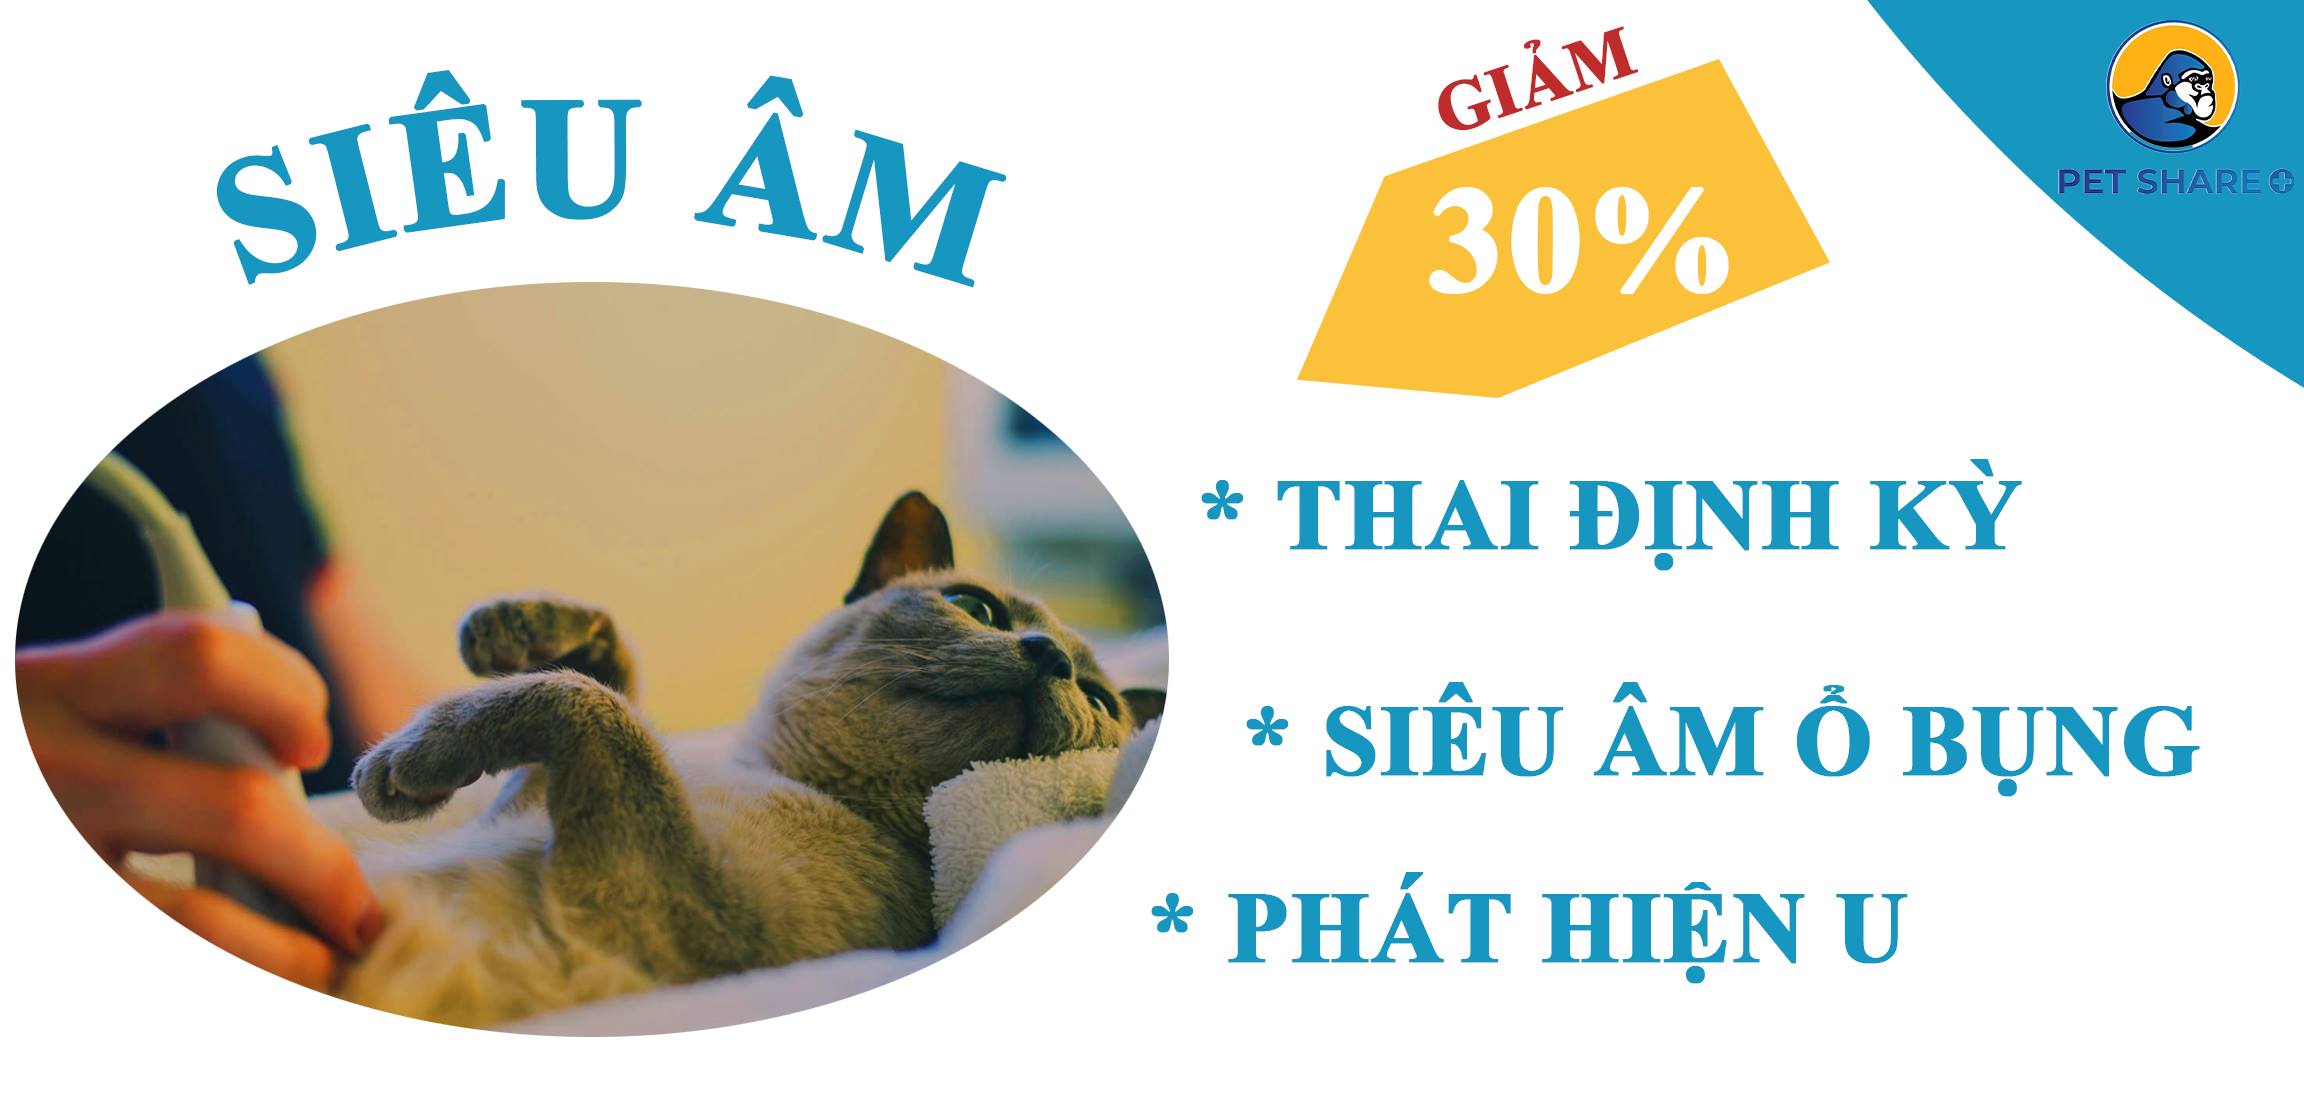 SIÊU ÂM
GIẢM
30%
PET SHARE
* THAI ĐỊNH KỲ
* SIÊU ÂM Ổ BỤNG
* PHÁT HIỆN U